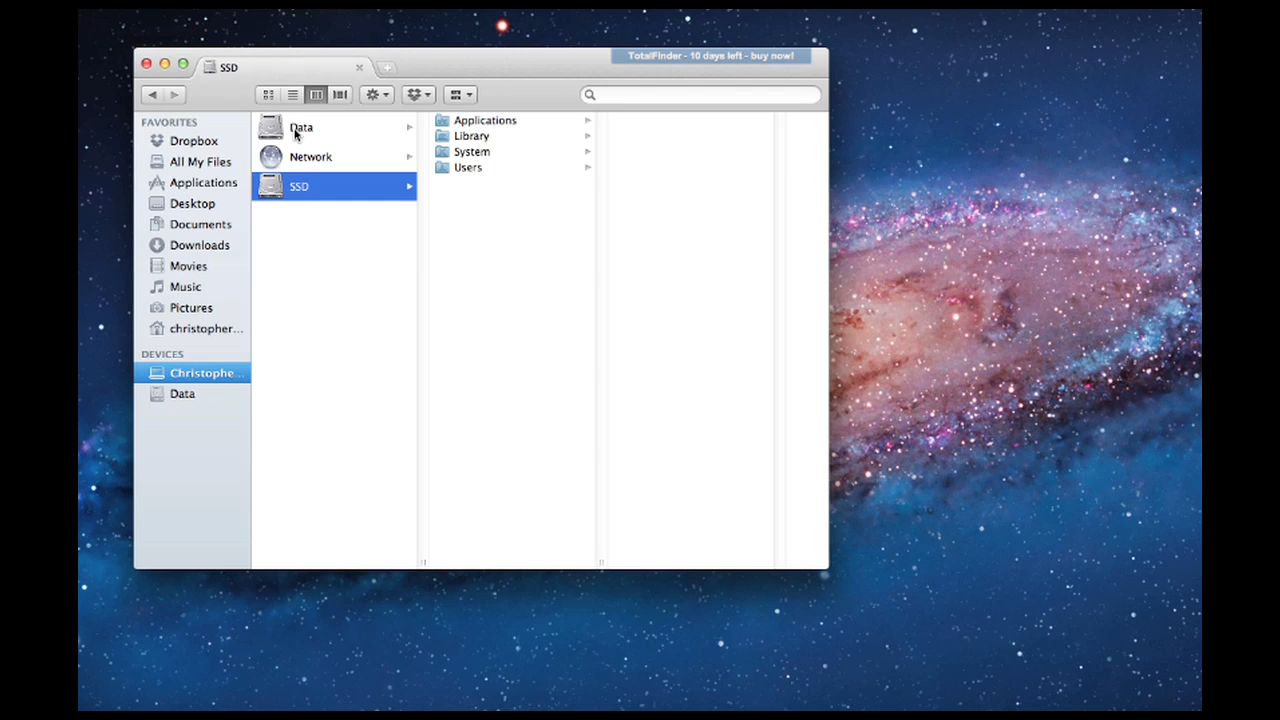 TotalFinder - 10 days left - buy now!
SSD
FAVORITES
Dropbox
All My Files
Applications
Desktop
Documents
Downloads
Movies
Music
Pictures
christopher...
DEVICES
Christophe...
Data
Data
Network
SSD
Applications
Library
System
Users